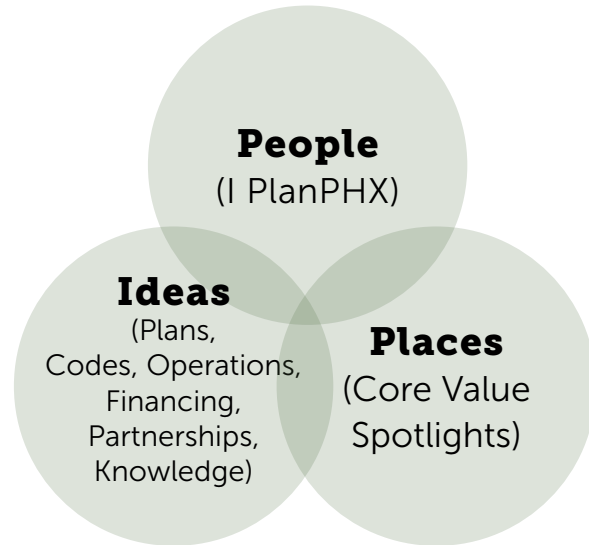 People
(I PlanPHX)
Ideas
(Plans,
Codes, Operations,
Financing,
Partnerships,
Knowledge)
Places
(Core Value
Spotlights)